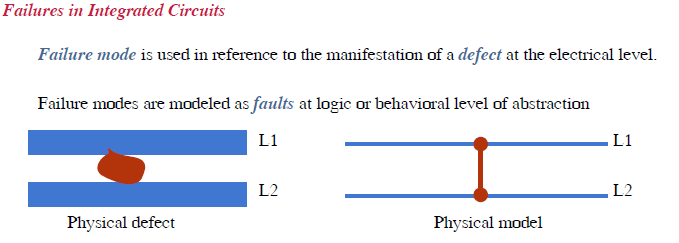 Failures in Integrated Circuits
Failure mode is used in reference to the manifestation of a defect at the electrical level.
Failure modes are modeled as faults at logic or behavioral level of abstraction
L1
L1
L2
L2
Physical defect
Physical model